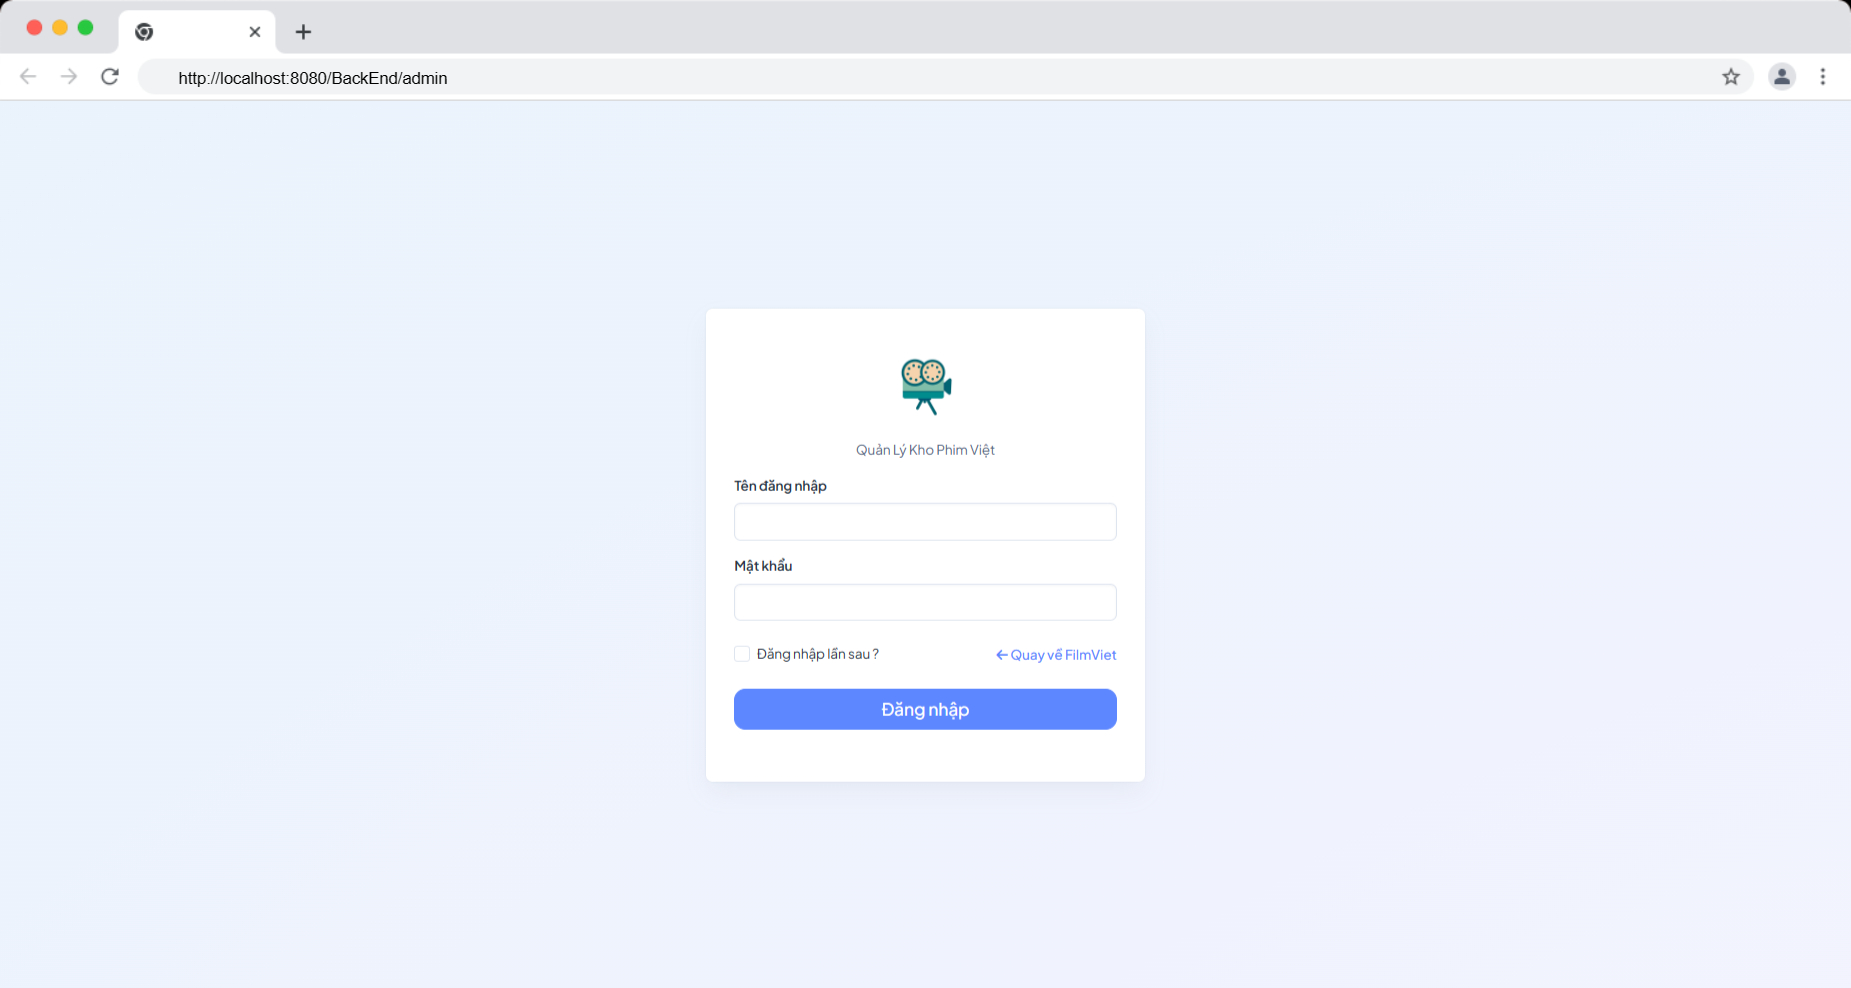 http://localhost:8080/BackEnd/admin
Quản Lý Kho Phim Việt
Tên đăng nhập
Mật khẩu
Đăng nhập lần sau ?
Quay về FilmViet
Đăng nhập